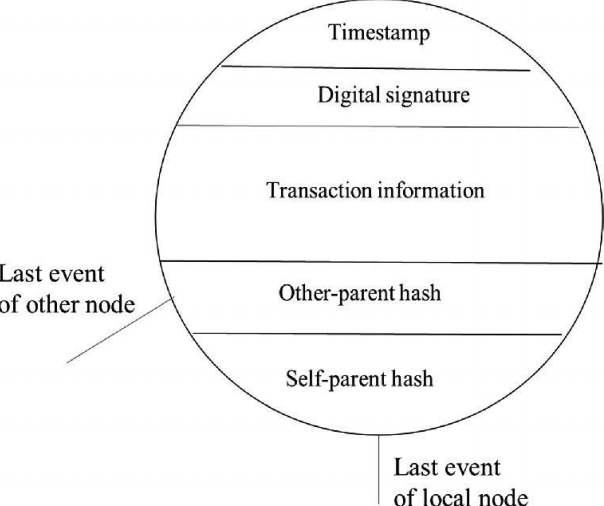 Timestamp
Digital signature
Transaction information
Last event
of other node
Other-parent hash
Self-parent hash
Last event
of local node